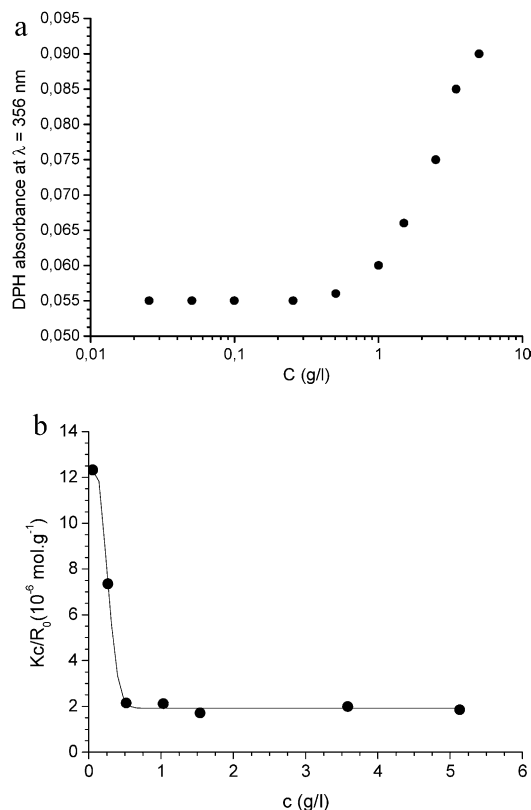 a
0,095
0,090
0,085
0,080
0,075
0,070
0,065
0,060
0,055
0,050
DPH absorbance at λ = 356 nm
0,01 0,1 1 10
C (g/l)
b
14
12
10
8
6
4
2
0
Kc/R₀(10⁻⁶ mol.g⁻¹)
0 1 2 3 4 5 6
c (g/l)